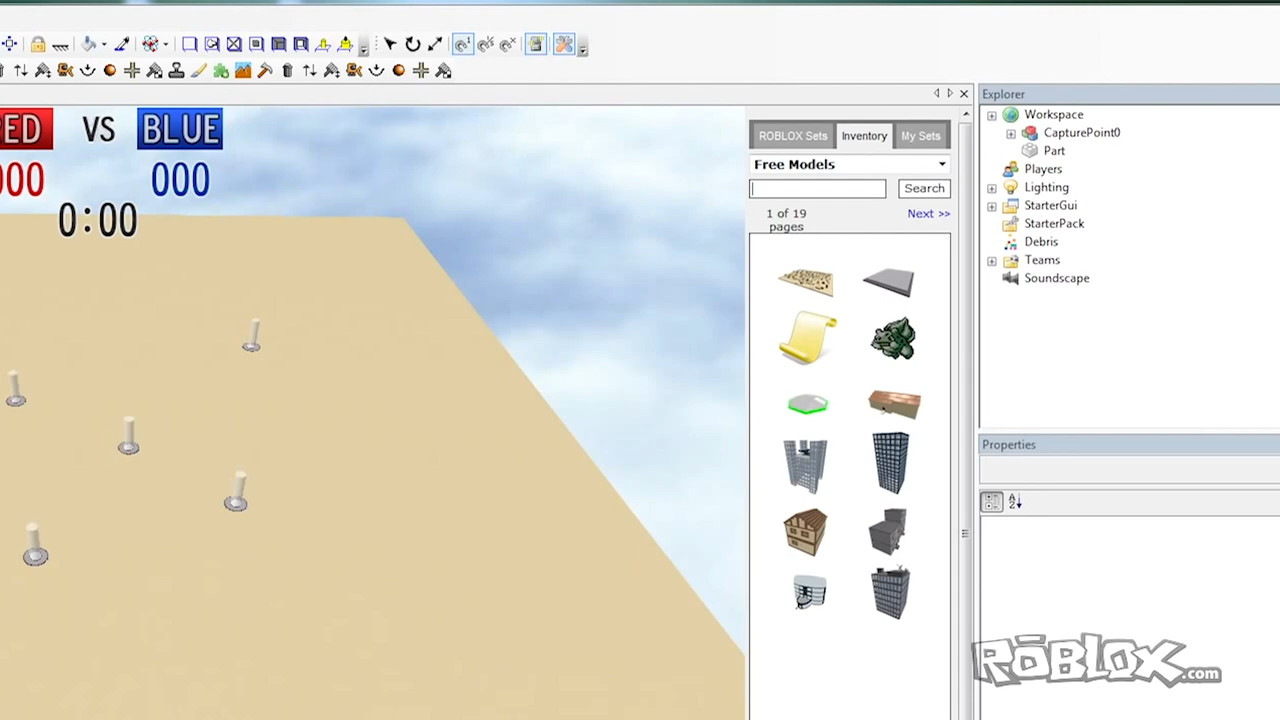 Explorer
ED VS BLUE
000 000
0:00
ROBLOX Sets Inventory My Sets
Free Models
Search
1 of 19 pages
Next >>
Workspace
CapturePoint0
Part
Players
Lighting
StarterGui
StarterPack
Debris
Teams
Soundscape
Properties
ROBLOX.com